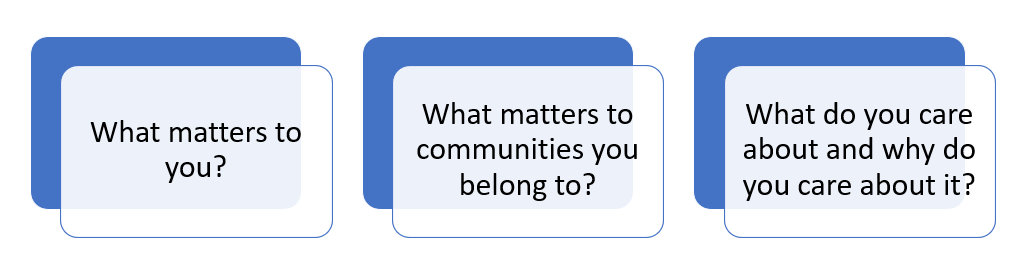 What matters to
you?
What matters to
communities you
belong to?
What do you care
about and why do
you care about it?